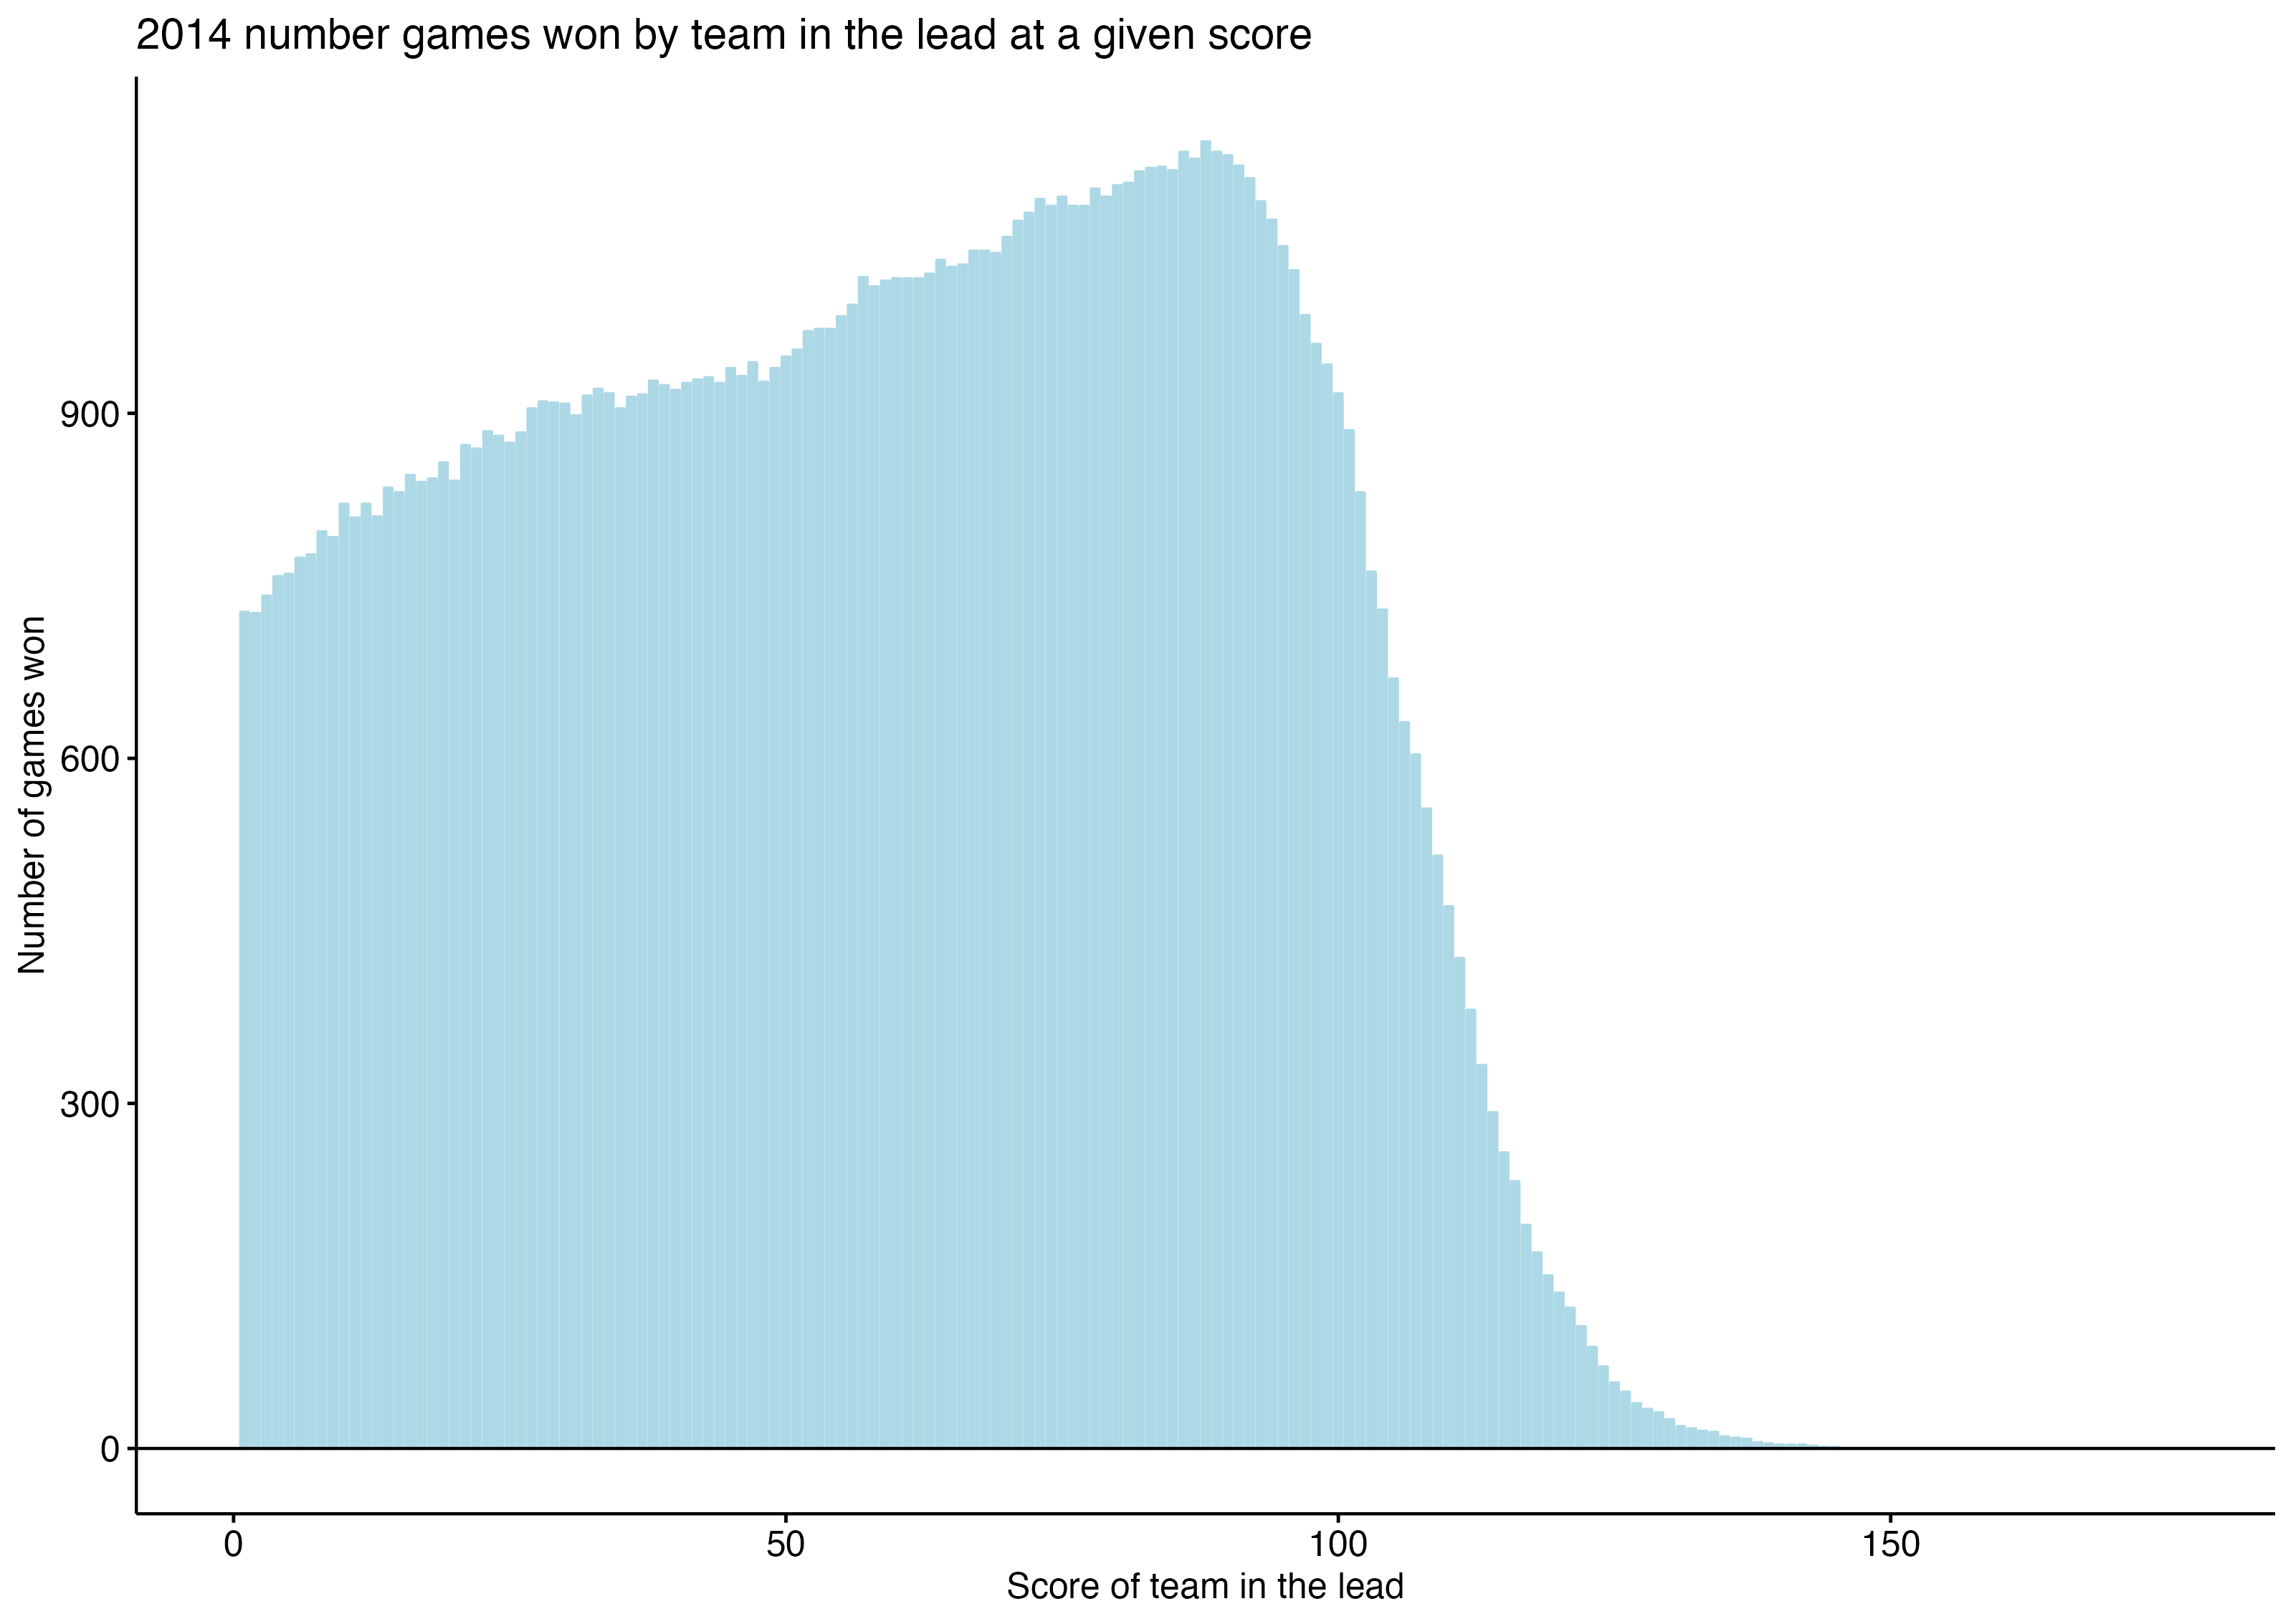 2014 number games won by team in the lead at a given score
Number of games won
900
600
300
0
0 50 100 150
Score of team in the lead